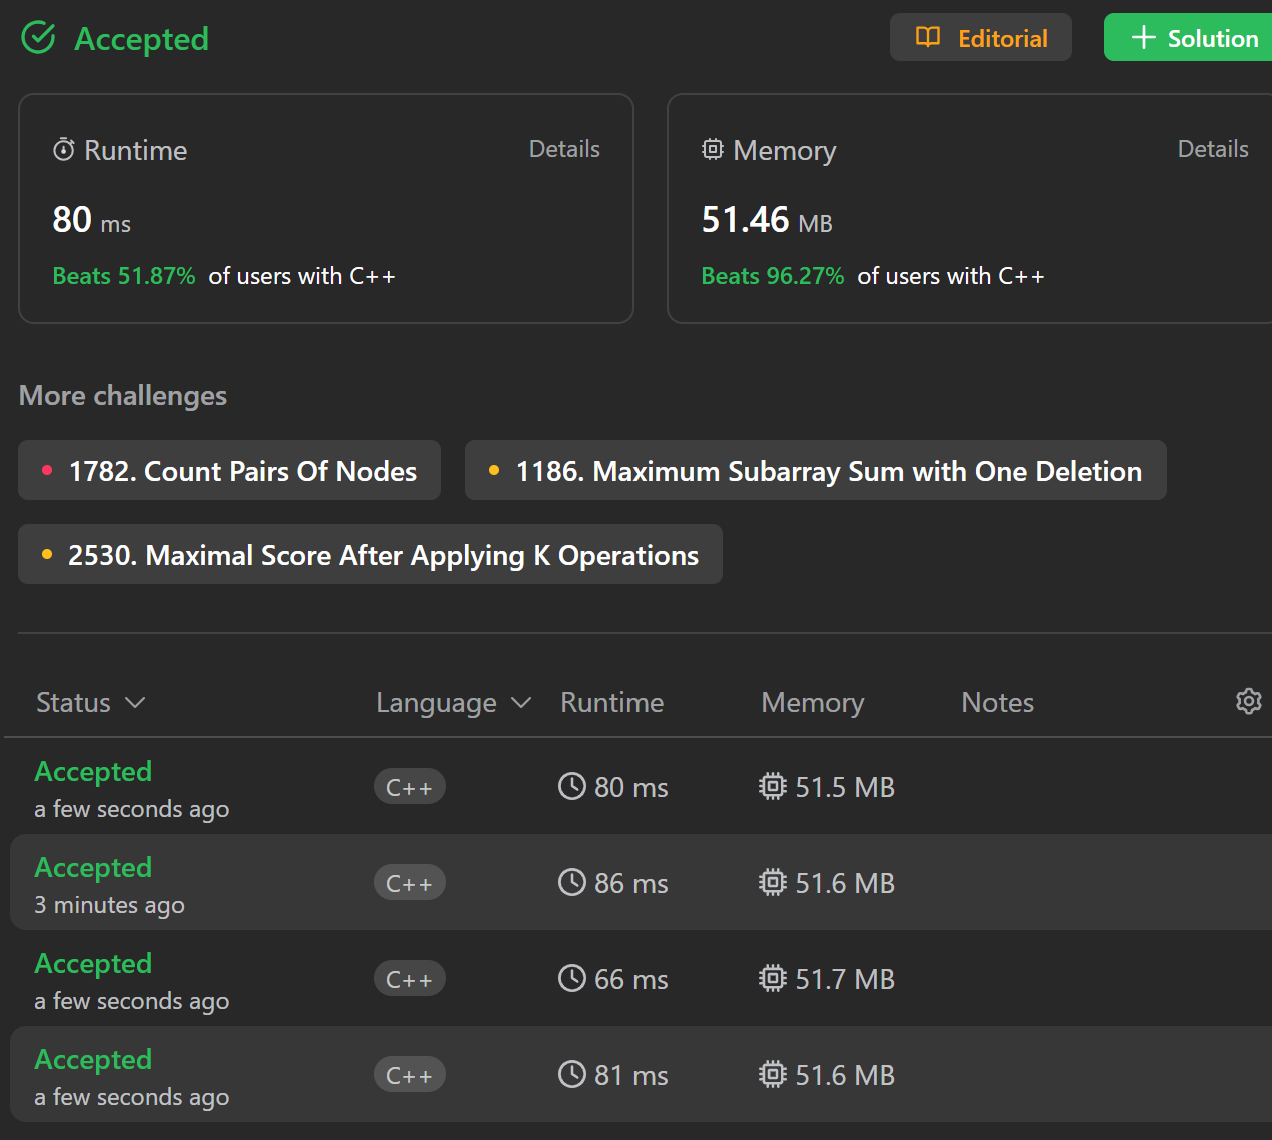 Accepted
Editorial
Solution
Runtime
Details
80 ms
Beats 51.87% of users with C++
Memory
Details
51.46 MB
Beats 96.27% of users with C++
More challenges
1782. Count Pairs Of Nodes
1186. Maximum Subarray Sum with One Deletion
2530. Maximal Score After Applying K Operations
Status Language Runtime Memory Notes
Accepted
a few seconds ago
C++ 80 ms 51.5 MB
Accepted
3 minutes ago
C++ 86 ms 51.6 MB
Accepted
a few seconds ago
C++ 66 ms 51.7 MB
Accepted
a few seconds ago
C++ 81 ms 51.6 MB